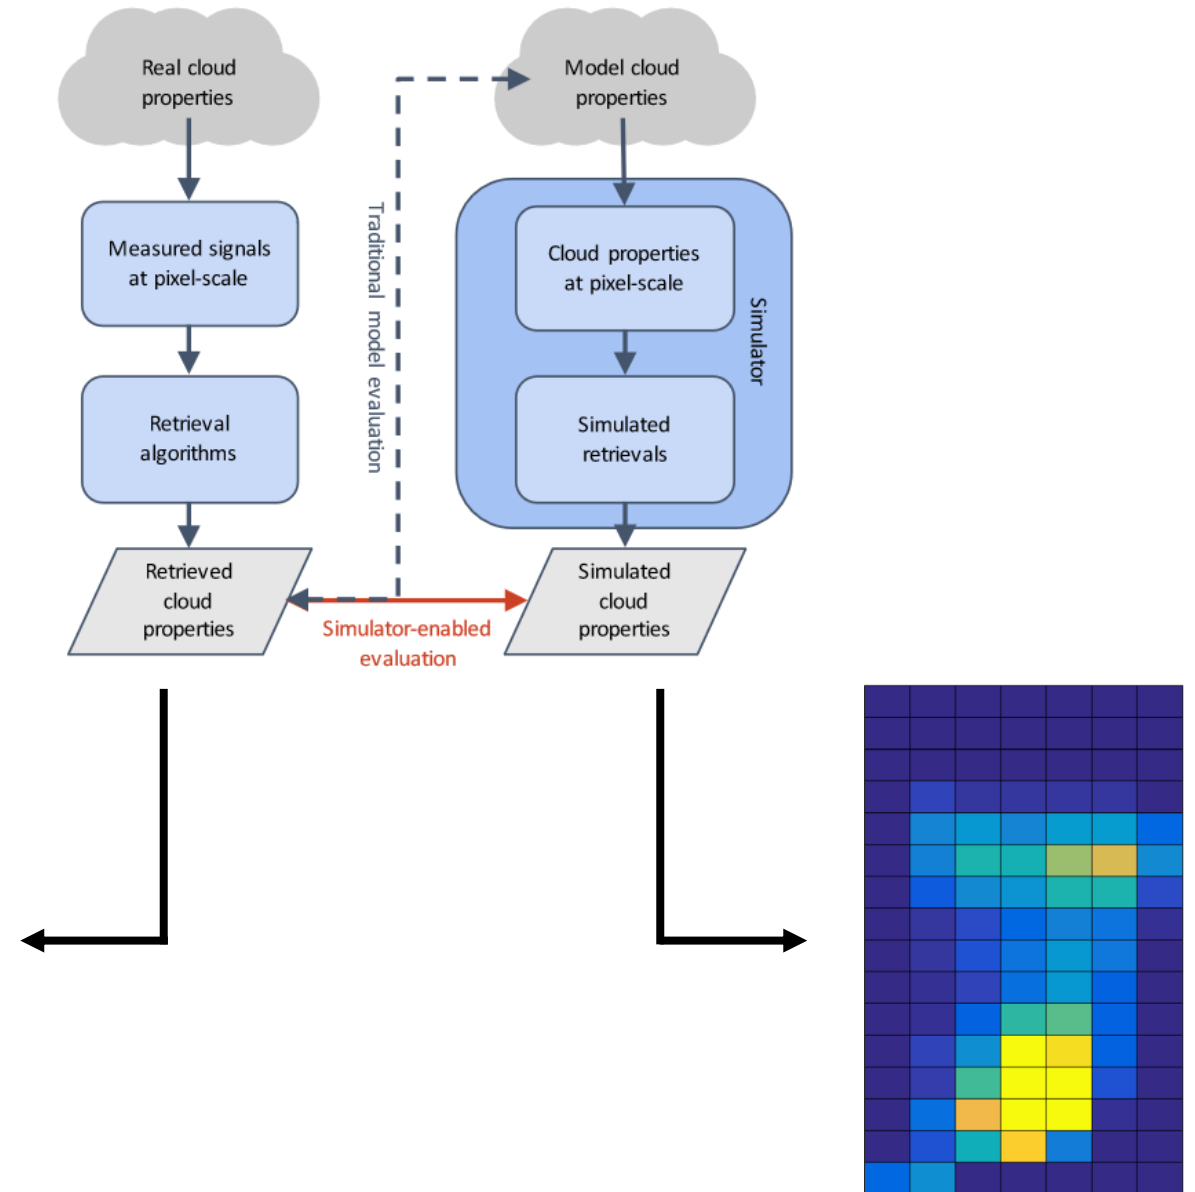 Real cloud
properties
Model cloud
properties
Measured signals
at pixel-scale
Traditional model evaluation
Cloud properties
at pixel-scale
Simulator
Retrieval
algorithms
Simulated
retrievals
Retrieved
cloud
properties
Simulator-enabled
evaluation
Simulated
cloud
properties